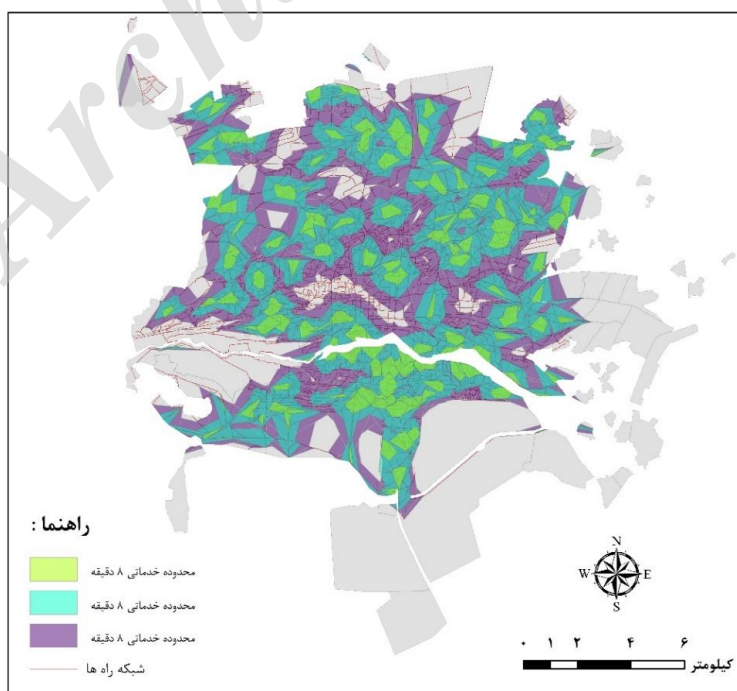 Arch
راهنما :
محدوده خدماتی ۸ دقیقه
محدوده خدماتی ۸ دقیقه
محدوده خدماتی ۸ دقیقه
شبکه راه ها
N
W E
S
۰ ۱ ۲ ۴ ۶
کیلومتر